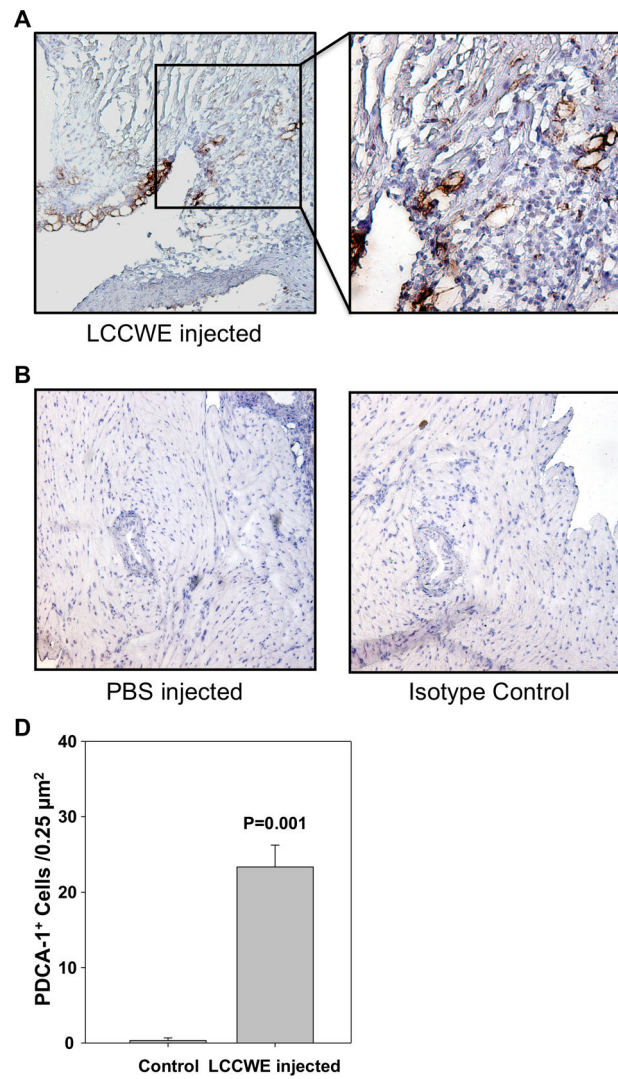 A
LCCWE injected
B
PBS injected
Isotype Control
D
PDCA-1⁺ Cells /0.25 µm²
40
30
20
10
0
P=0.001
Control
LCCWE injected